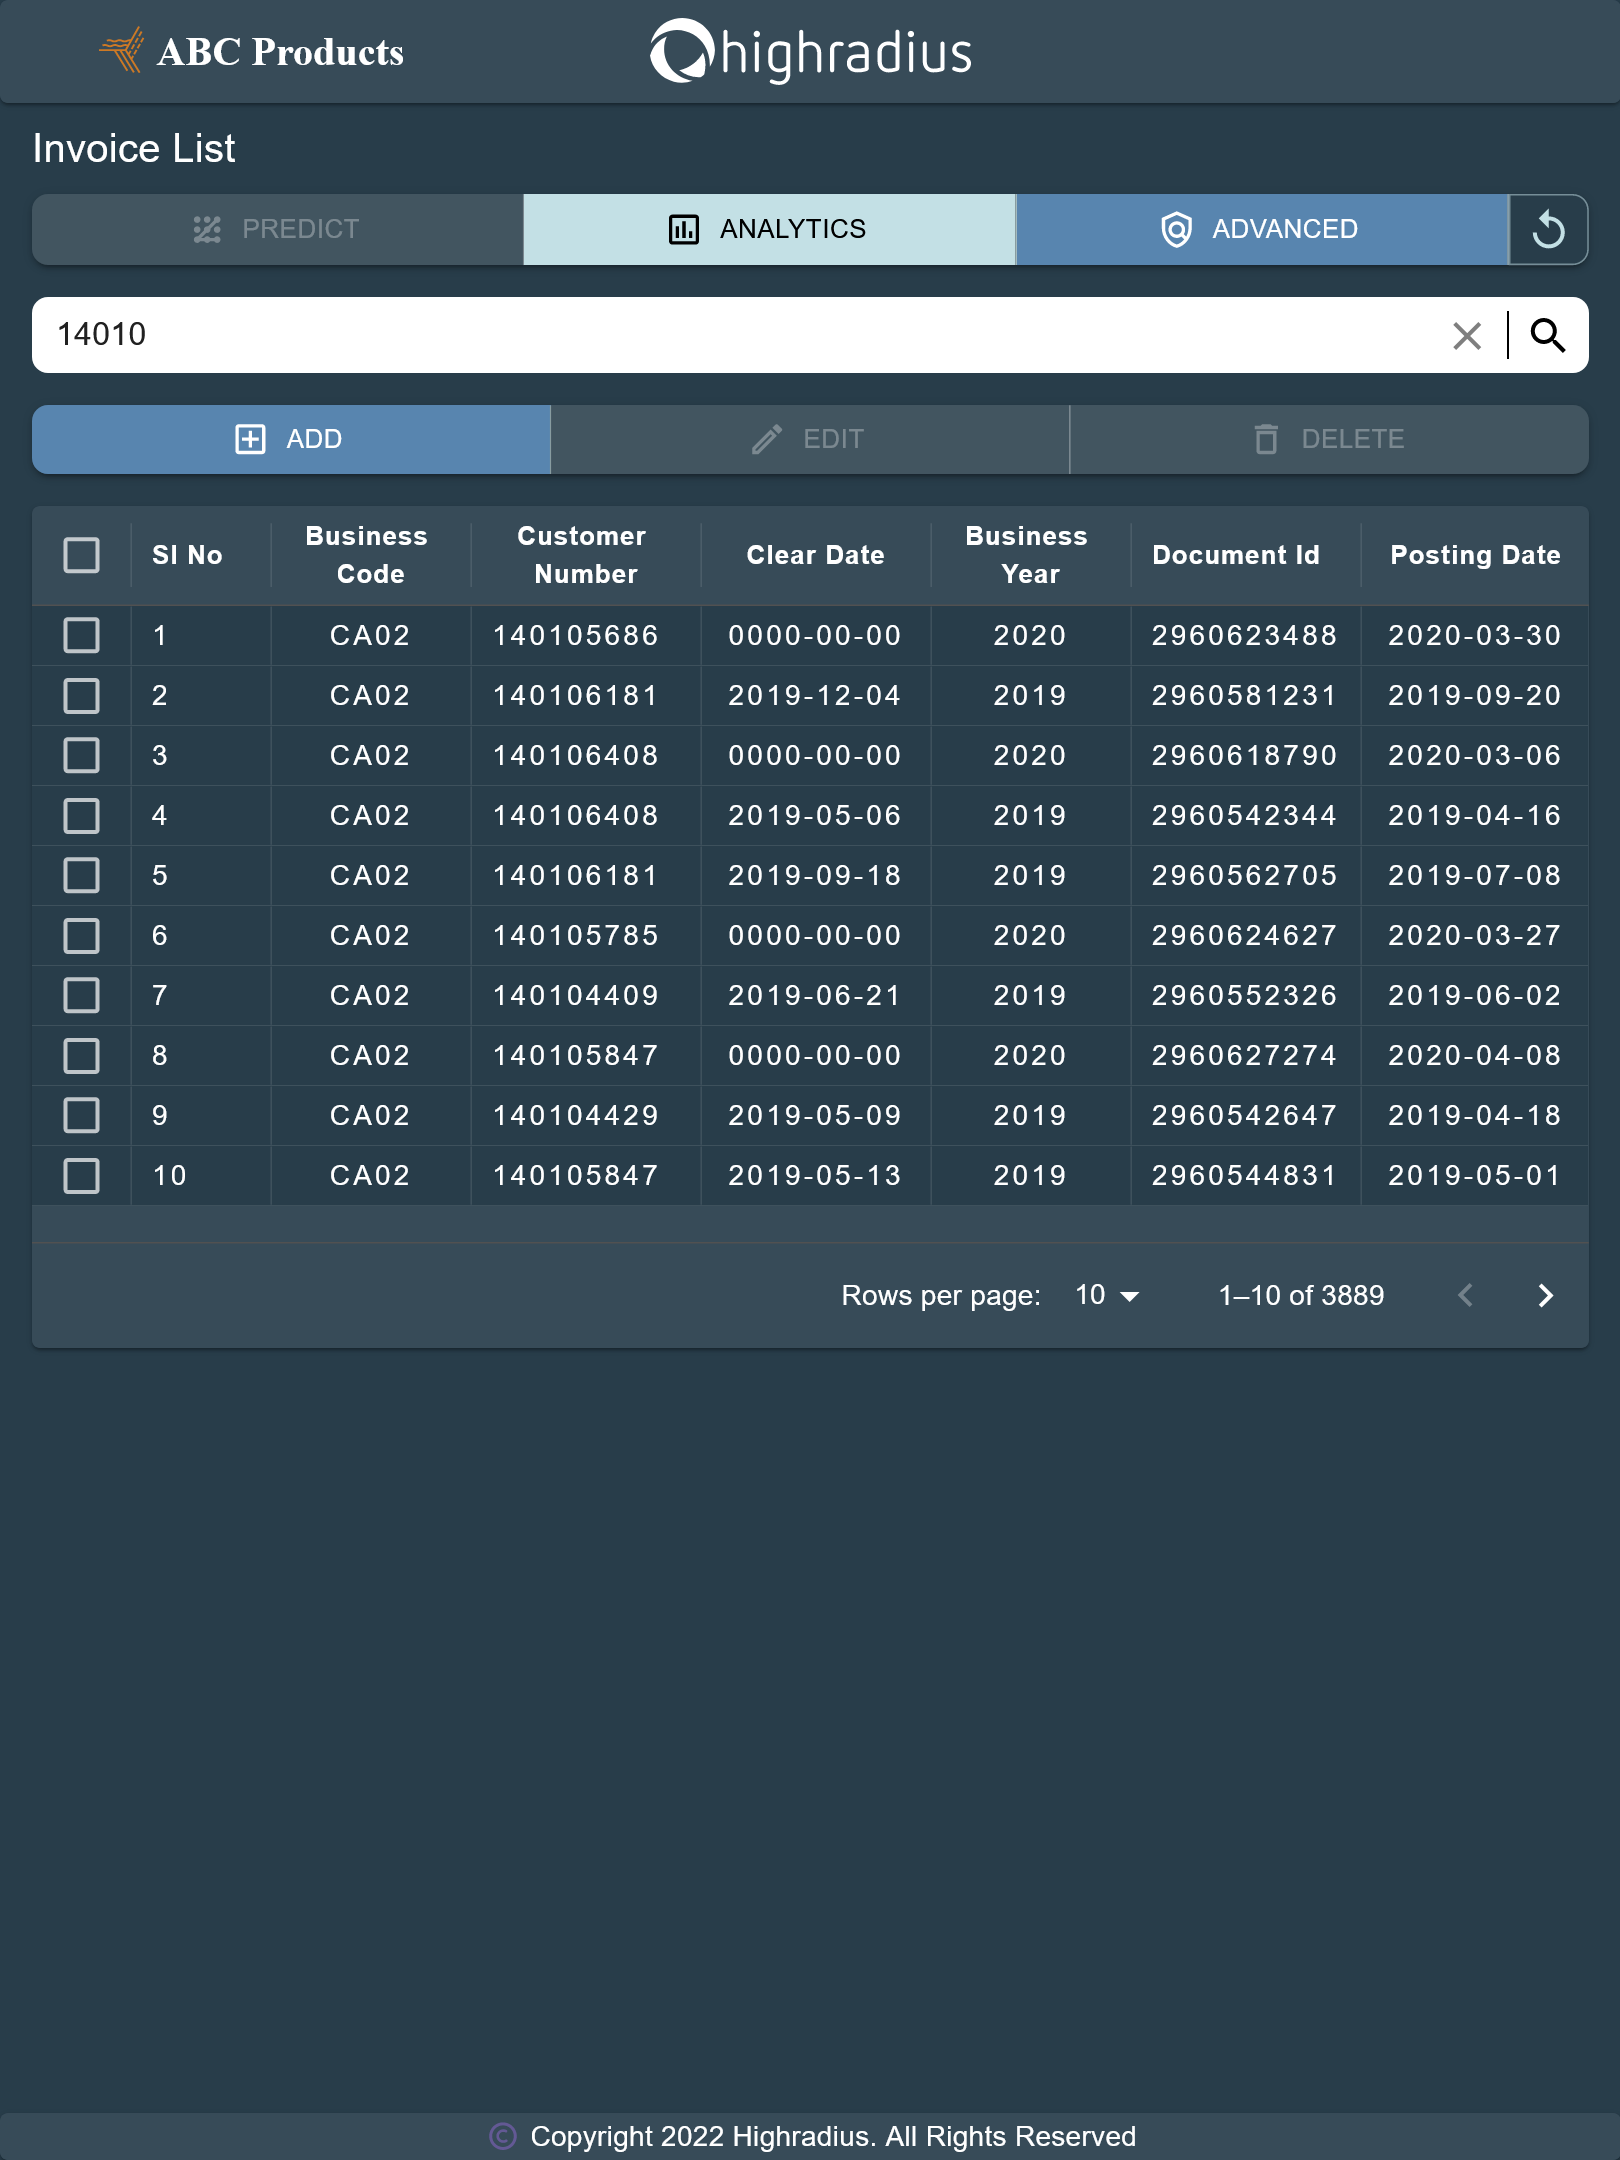 ABC Products
highradius
Invoice List
PREDICT ANALYTICS ADVANCED
14010
ADD EDIT DELETE
Sl No Business Code Customer Number Clear Date Business Year Document Id Posting Date
1 CA02 140105686 0000-00-00 2020 2960623488 2020-03-30
2 CA02 140106181 2019-12-04 2019 2960581231 2019-09-20
3 CA02 140106408 0000-00-00 2020 2960618790 2020-03-06
4 CA02 140106408 2019-05-06 2019 2960542344 2019-04-16
5 CA02 140106181 2019-09-18 2019 2960562705 2019-07-08
6 CA02 140105785 0000-00-00 2020 2960624627 2020-03-27
7 CA02 140104409 2019-06-21 2019 2960552326 2019-06-02
8 CA02 140105847 0000-00-00 2020 2960627274 2020-04-08
9 CA02 140104429 2019-05-09 2019 2960542647 2019-04-18
10 CA02 140105847 2019-05-13 2019 2960544831 2019-05-01
Rows per page: 10 1–10 of 3889
© Copyright 2022 Highradius. All Rights Reserved